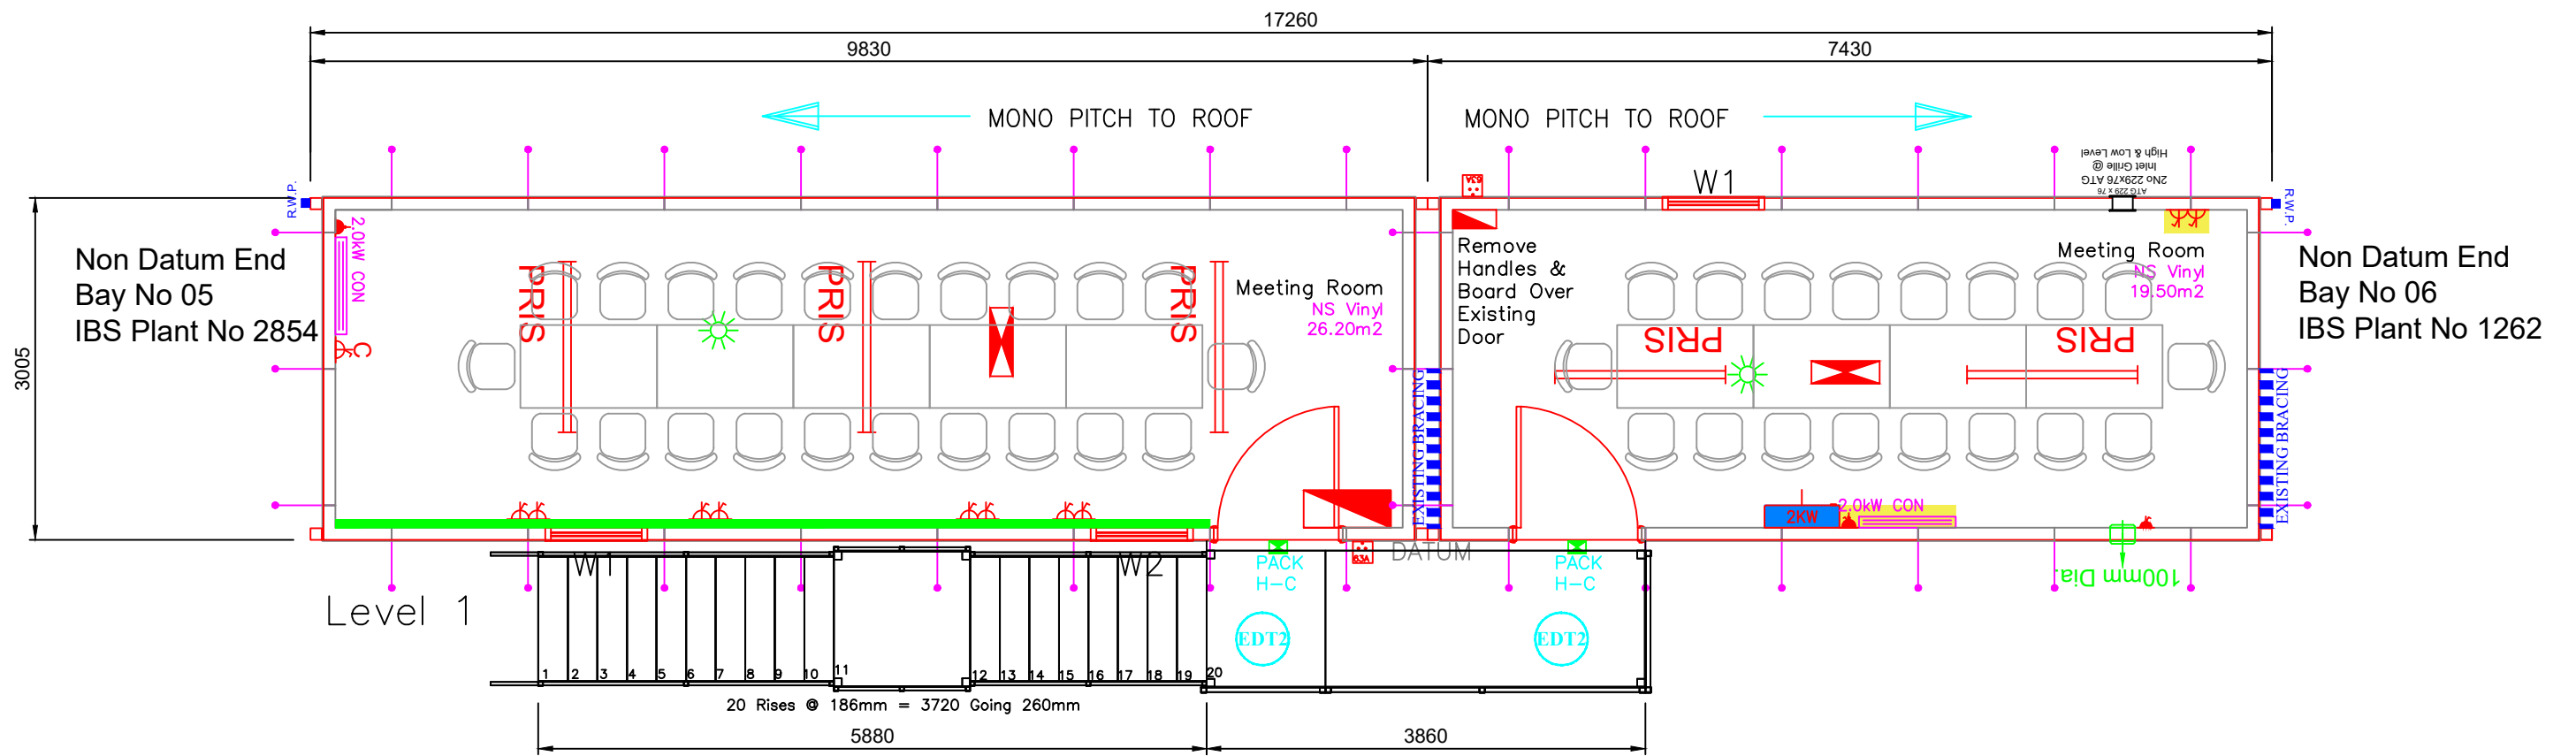 17260
9830
7430
MONO PITCH TO ROOF
MONO PITCH TO ROOF
High & Low Level
Inlet Grille @
2No 229x76 ATG
ATG 229 x 76
R.W.P.
63A
W1
R.W.P.
3005
Non Datum End
Bay No 05
IBS Plant No 2854
2.0kW CON
C
PRIS
PRIS
PRIS
Meeting Room
NS Vinyl
26.20m2
Remove
Handles &
Board Over
Existing
Door
Meeting Room
NS Vinyl
19.50m2
PRIS
PRIS
Non Datum End
Bay No 06
IBS Plant No 1262
EXISTING BRACING
EXISTING BRACING
2KW
2.0kW CON
W1
W2
PACK
H-C
63A
DATUM
PACK
H-C
100mm Dia.
Level 1
EDT2
EDT2
1 2 3 4 5 6 7 8 9 10 11 12 13 14 15 16 17 18 19 20
20 Rises @ 186mm = 3720 Going 260mm
5880
3860